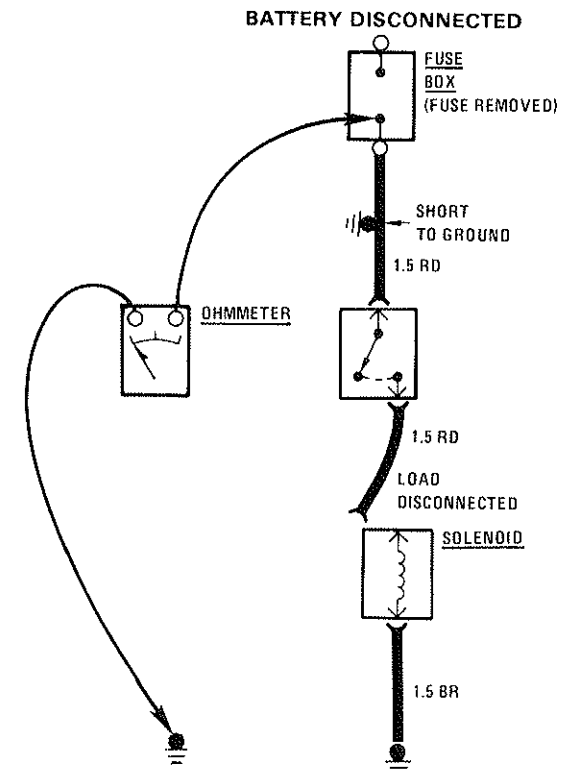 BATTERY DISCONNECTED
FUSE
BOX
(FUSE REMOVED)
SHORT
TO GROUND
1.5 RD
OHMMETER
1.5 RD
LOAD
DISCONNECTED
SOLENOID
1.5 BR